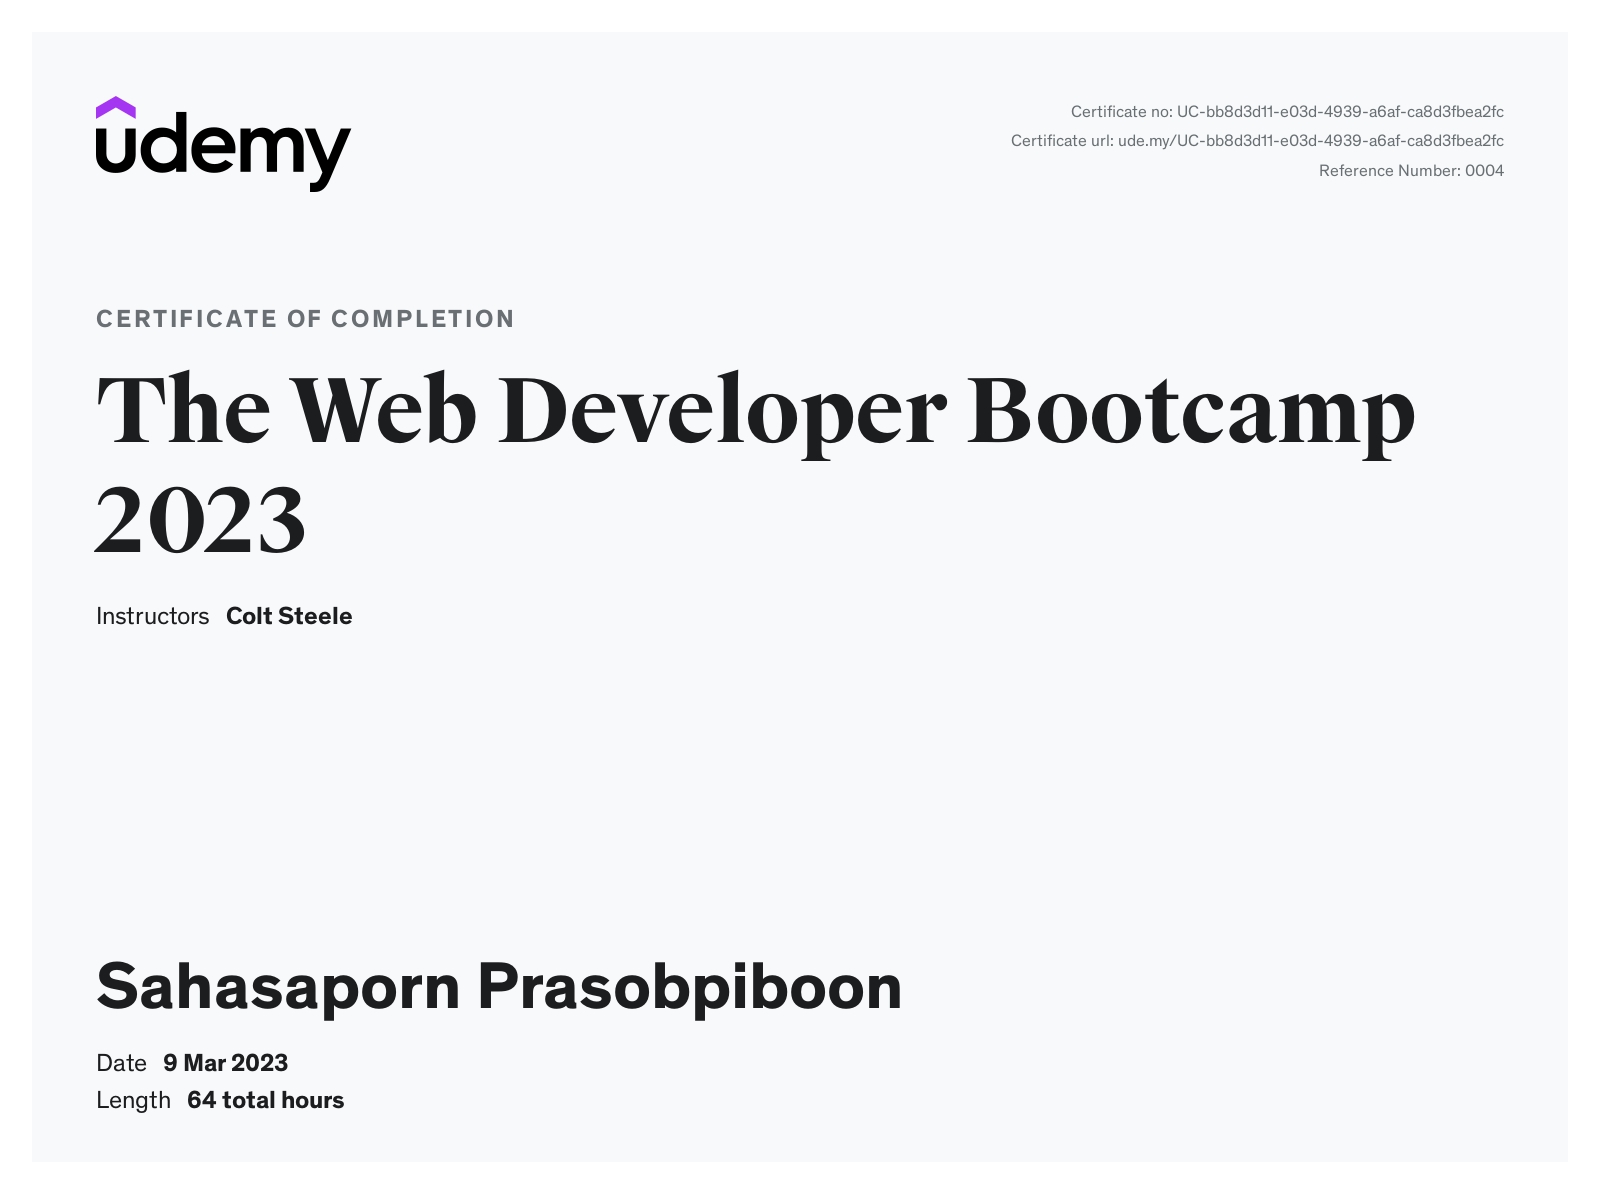 udemy
Certificate no: UC-bb8d3d11-e03d-4939-a6af-ca8d3fbea2fc
Certificate url: ude.my/UC-bb8d3d11-e03d-4939-a6af-ca8d3fbea2fc
Reference Number: 0004
CERTIFICATE OF COMPLETION
The Web Developer Bootcamp
2023
Instructors Colt Steele
Sahasaporn Prasobpiboon
Date 9 Mar 2023
Length 64 total hours